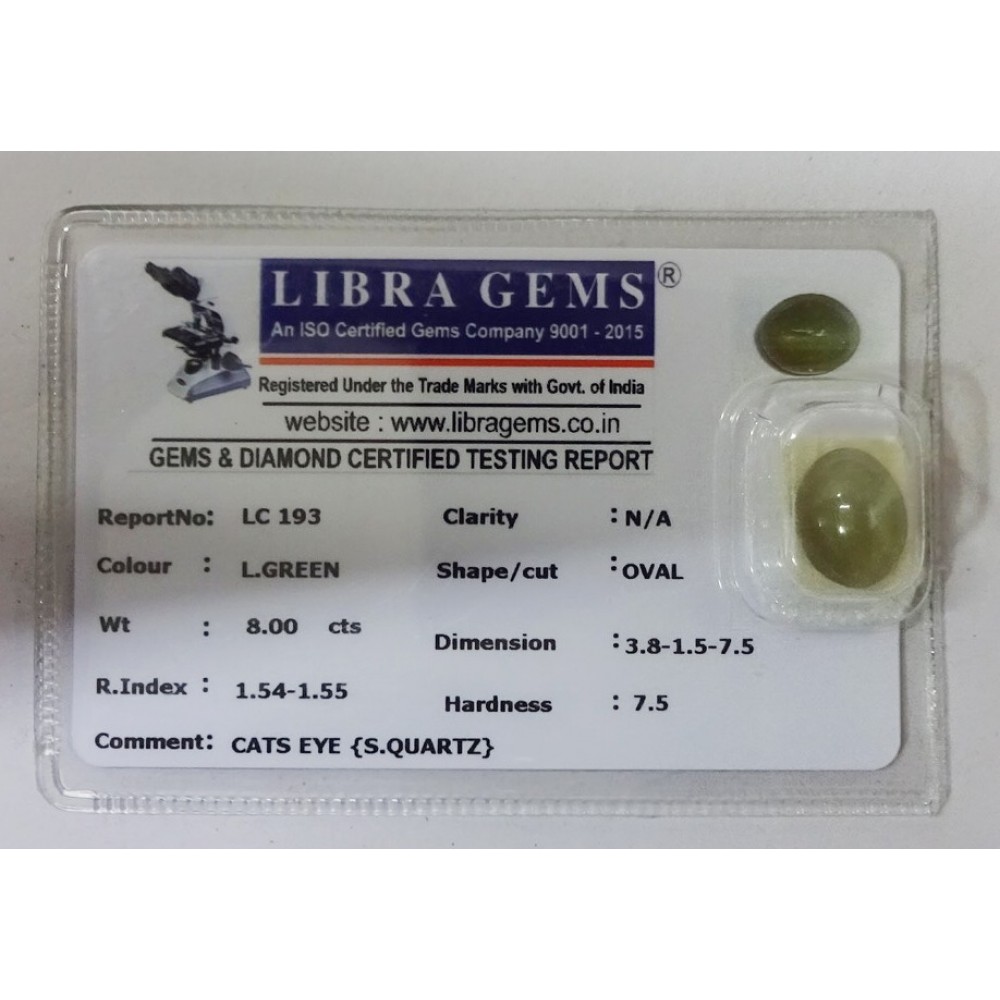 LIBRA GEMS®
An ISO Certified Gems Company 9001 - 2015
Registered Under the Trade Marks with Govt. of India
website : www.libragems.co.in
GEMS & DIAMOND CERTIFIED TESTING REPORT
ReportNo: LC 193 Clarity : N/A
Colour : L.GREEN Shape/cut : OVAL
Wt : 8.00 cts Dimension : 3.8-1.5-7.5
R.Index : 1.54-1.55 Hardness : 7.5
Comment: CATS EYE {S.QUARTZ}